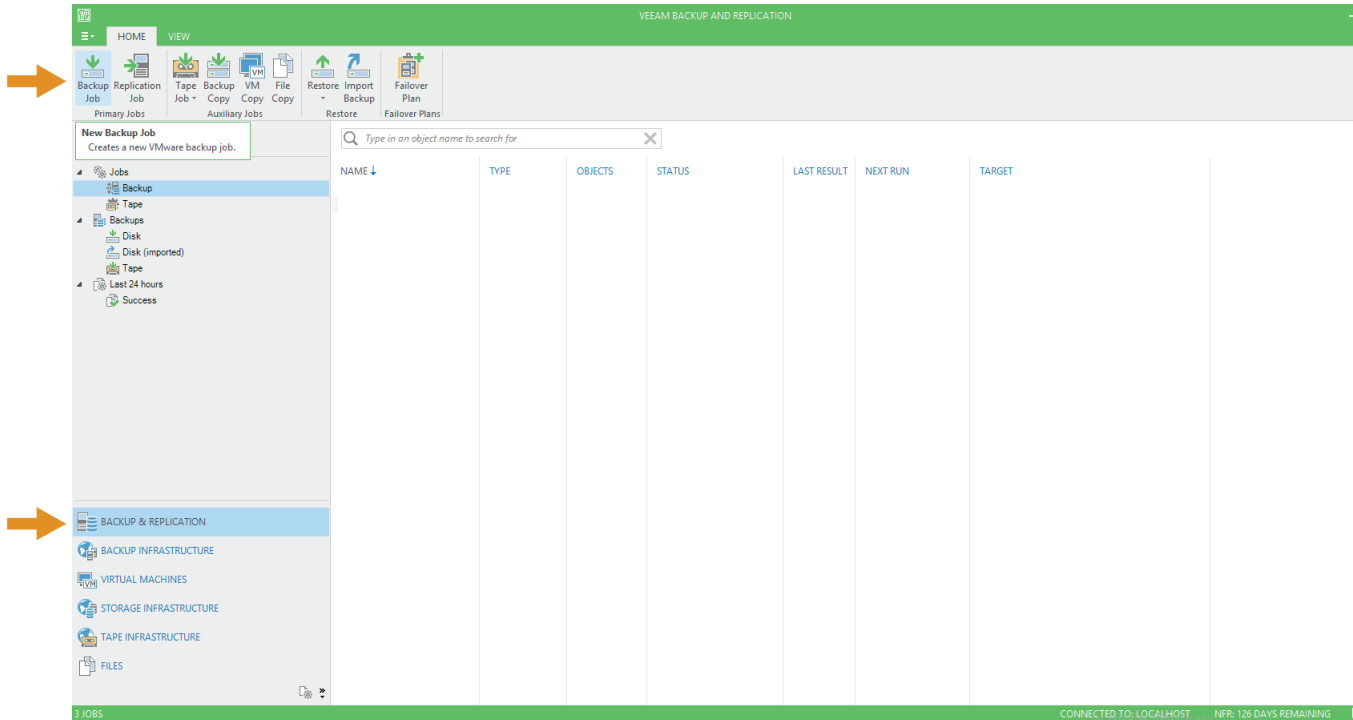 VEEAM BACKUP AND REPLICATION
HOME VIEW
Backup Job
Replication Job
Tape Job
Backup Copy
VM Copy
File Copy
Restore
Import Backup
Failover Plan
Primary Jobs
Auxiliary Jobs
Restore
Failover Plans
New Backup Job
Creates a new VMware backup job.
Type in an object name to search for
NAME TYPE OBJECTS STATUS LAST RESULT NEXT RUN TARGET
Jobs
Backup
Tape
Backups
Disk
Disk (imported)
Tape
Last 24 hours
Success
BACKUP & REPLICATION
BACKUP INFRASTRUCTURE
VM VIRTUAL MACHINES
STORAGE INFRASTRUCTURE
TAPE INFRASTRUCTURE
FILES
3 JOBS
CONNECTED TO: LOCALHOST NFR: 126 DAYS REMAINING